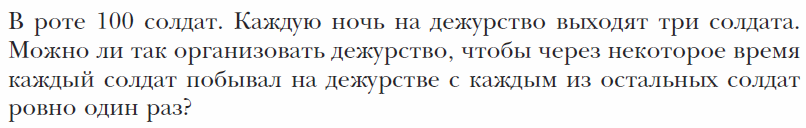 В роте 100 солдат. Каждую ночь на дежурство выходят три солдата.
Можно ли так организовать дежурство, чтобы через некоторое время
каждый солдат побывал на дежурстве с каждым из остальных солдат
ровно один раз?